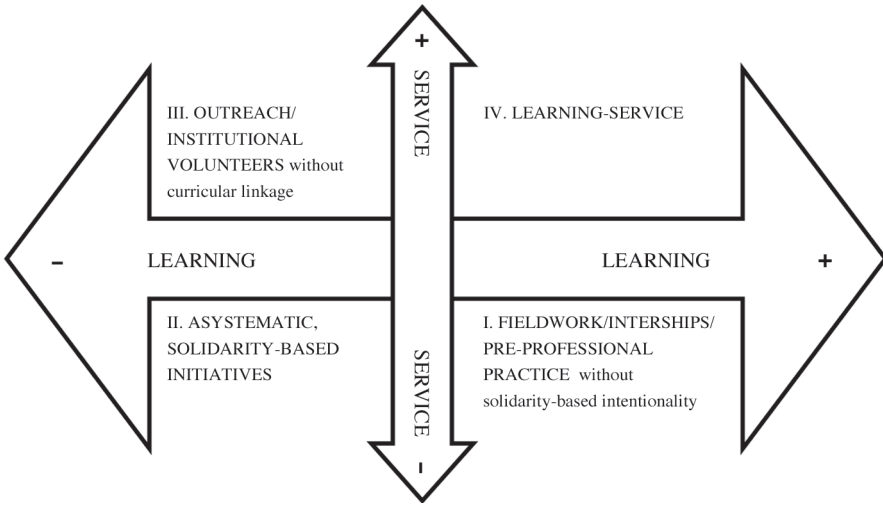 +
SERVICE
III. OUTREACH/
INSTITUTIONAL
VOLUNTEERS without
curricular linkage
IV. LEARNING-SERVICE
–
LEARNING
LEARNING
+
II. ASYSTEMATIC,
SOLIDARITY-BASED
INITIATIVES
SERVICE
I. FIELDWORK/INTERSHIPS/
PRE-PROFESSIONAL
PRACTICE without
solidarity-based intentionality
-